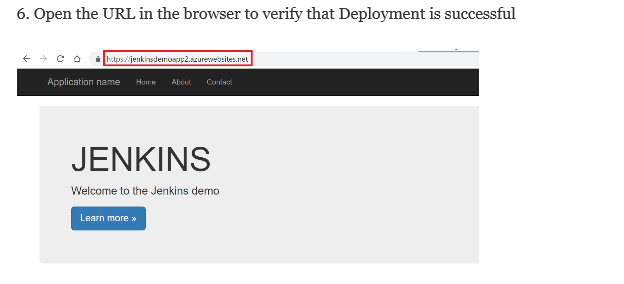 6. Open the URL in the browser to verify that Deployment is successful
https://jenkinsdemoapp2.azurewebsites.net
Application name Home About Contact
JENKINS
Welcome to the Jenkins demo
Learn more »